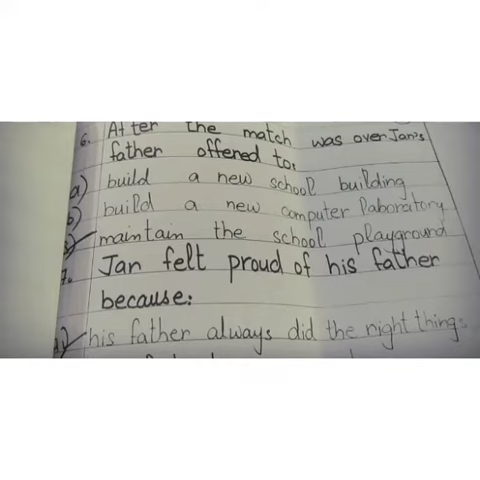 6. After the match was over Jan's
father offered to:
a) build a new school building
b) build a new computer laboratory
maintain the school playground
7. Jan felt proud of his father
because:
a) his father always did the right things